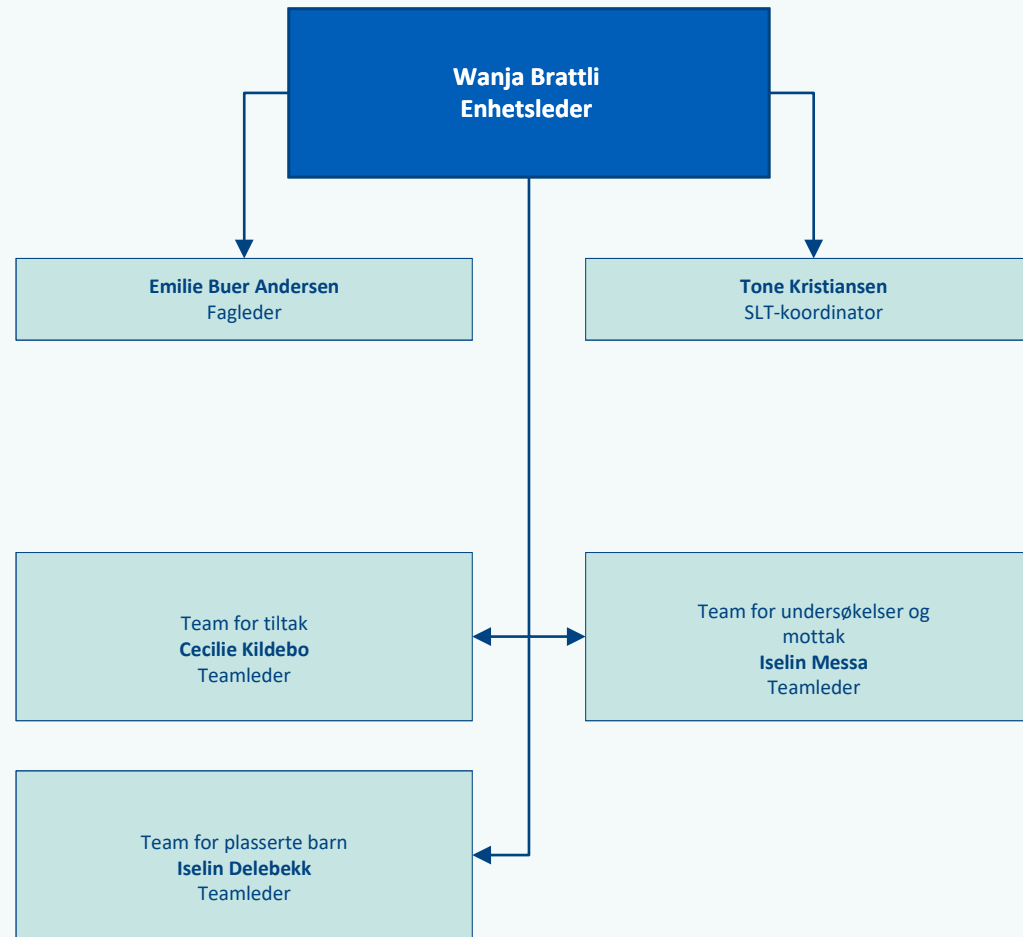 Wanja Brattli
Enhetsleder
Emilie Buer Andersen
Fagleder
Tone Kristiansen
SLT-koordinator
Team for tiltak
Cecilie Kildebo
Teamleder
Team for undersøkelser og
mottak
Iselin Messa
Teamleder
Team for plasserte barn
Iselin Delebekk
Teamleder